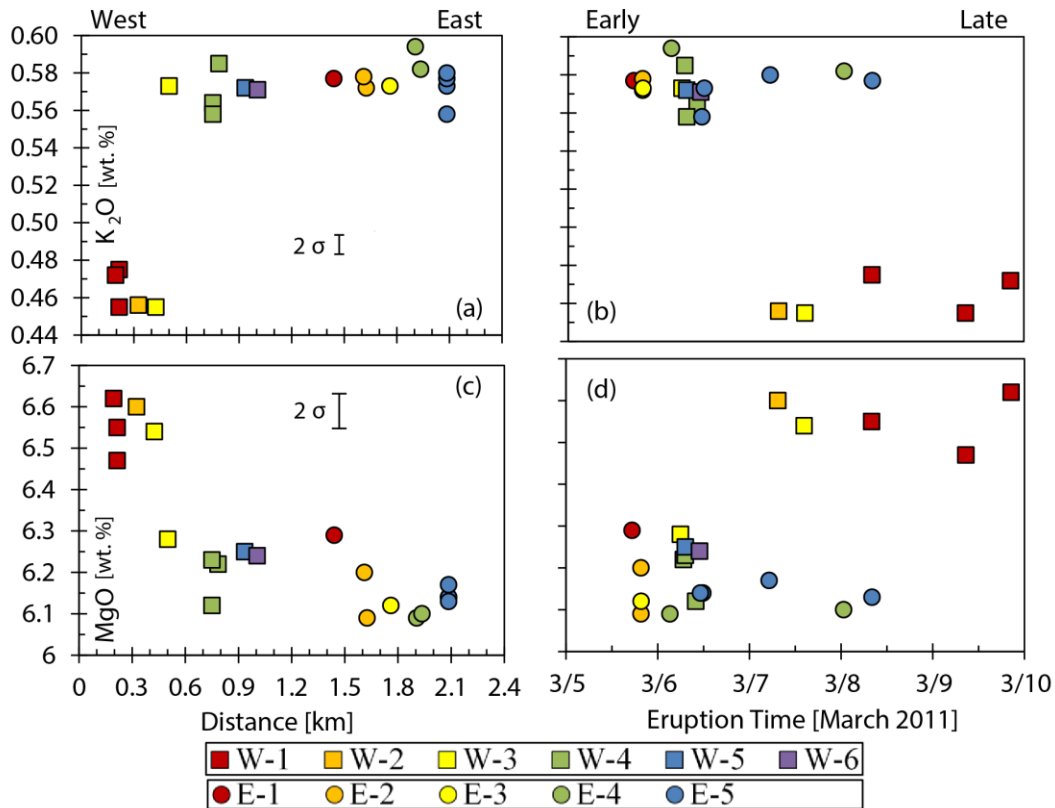 West East Early Late
0.60
0.58
0.56
0.54
0.52
0.50
0.48
0.46
0.44
K₂O [wt. %]
2 σ
(a)
(b)
6.7
6.6
6.5
6.4
6.3
6.2
6.1
6
MgO [wt. %]
2 σ
(c)
(d)
0 0.3 0.6 0.9 1.2 1.5 1.8 2.1 2.4
3/5 3/6 3/7 3/8 3/9 3/10
Distance [km]
Eruption Time [March 2011]
W-1 W-2 W-3 W-4 W-5 W-6
E-1 E-2 E-3 E-4 E-5